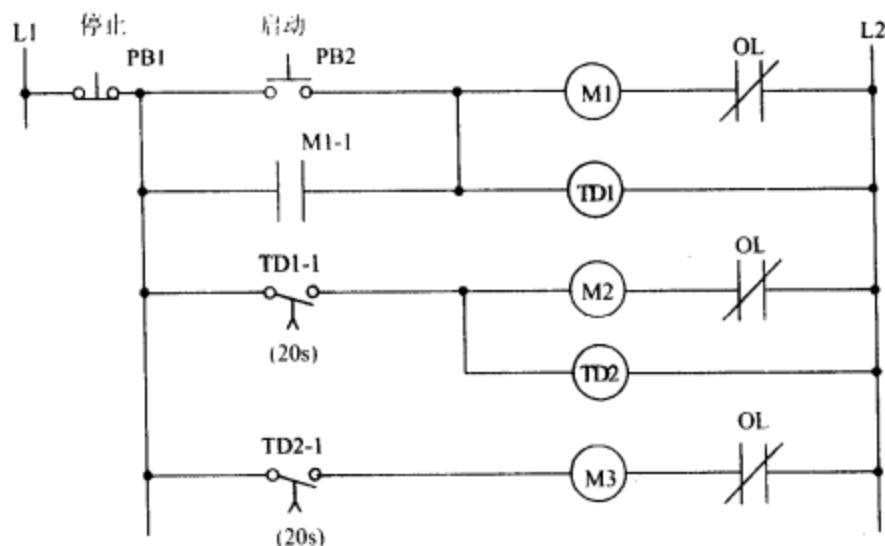 停止
启动
L1
L2
PB1
PB2
OL
M1
M1-1
TD1
TD1-1
OL
M2
(20s)
TD2
TD2-1
OL
M3
(20s)